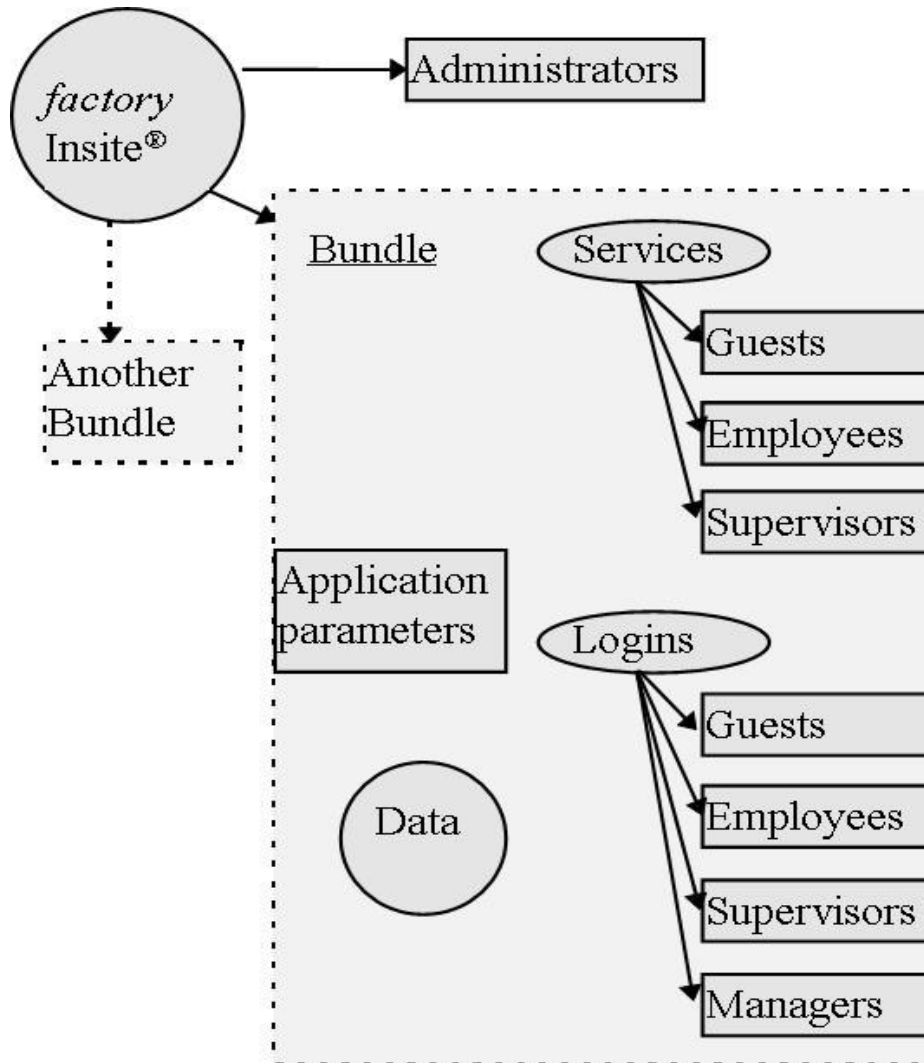 factory
Insite®
Administrators
Bundle
Services
Guests
Another
Bundle
Employees
Supervisors
Application
parameters
Logins
Guests
Data
Employees
Supervisors
Managers